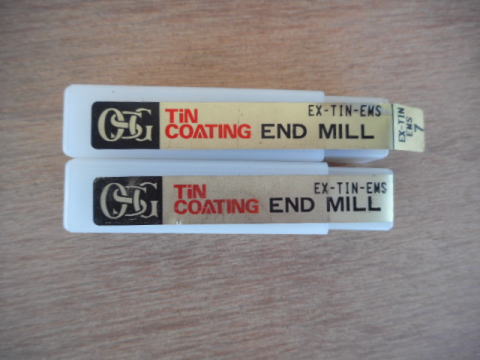 OSG
TiN
COATING
END MILL
EX-TIN-EMS
EX-TIN
EMS
7
OSG
TiN
COATING
END MILL
EX-TIN-EMS